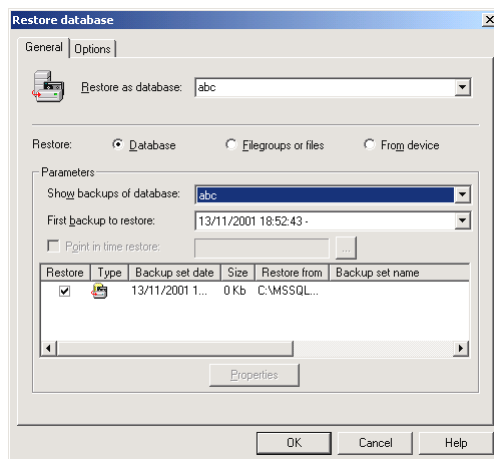 Restore database
General Options
Restore as database: abc
Restore: Database Filegroups or files From device
Parameters
Show backups of database: abc
First backup to restore: 13/11/2001 18:52:43 -
Point in time restore: ...
Restore Type Backup set date Size Restore from Backup set name
13/11/2001 1... 0 Kb C:\MSSQL...
Properties
OK Cancel Help